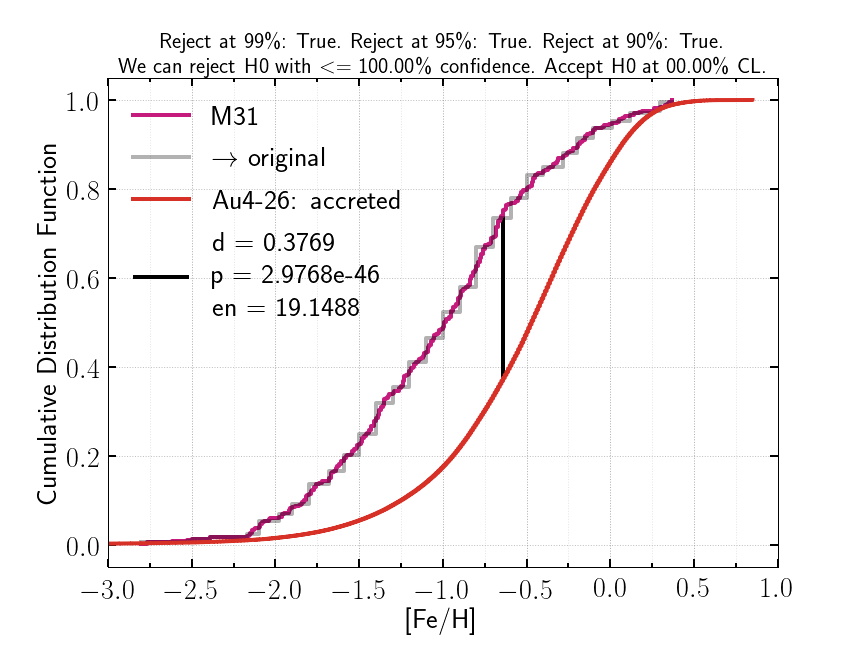 Reject at 99%: True. Reject at 95%: True. Reject at 90%: True.
We can reject H0 with <= 100.00% confidence. Accept H0 at 00.00% CL.
M31
→ original
Au4-26: accreted
d = 0.3769
p = 2.9768e-46
en = 19.1488
Cumulative Distribution Function
1.0
0.8
0.6
0.4
0.2
0.0
−3.0 −2.5 −2.0 −1.5 −1.0 −0.5 0.0 0.5 1.0
[Fe/H]